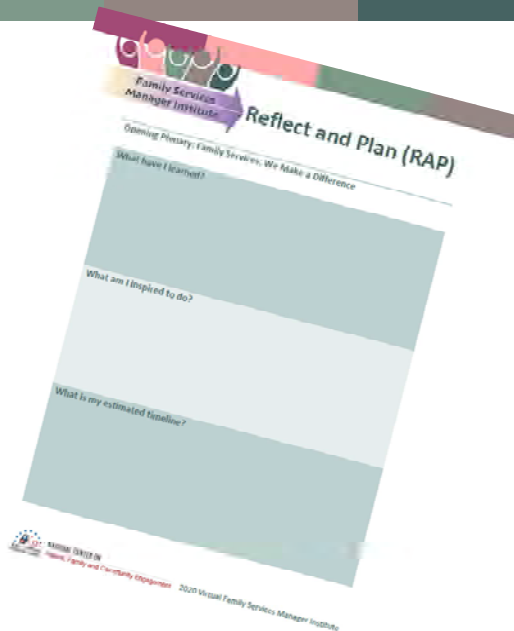 Family Services
Manager Institute
Reflect and Plan (RAP)
Opening Plenary: Family Services: We Make a Difference
What have I learned?
What am I inspired to do?
What is my estimated timeline?
NATIONAL CENTER ON
Parent, Family and Community Engagement
2020 Virtual Family Services Manager Institute